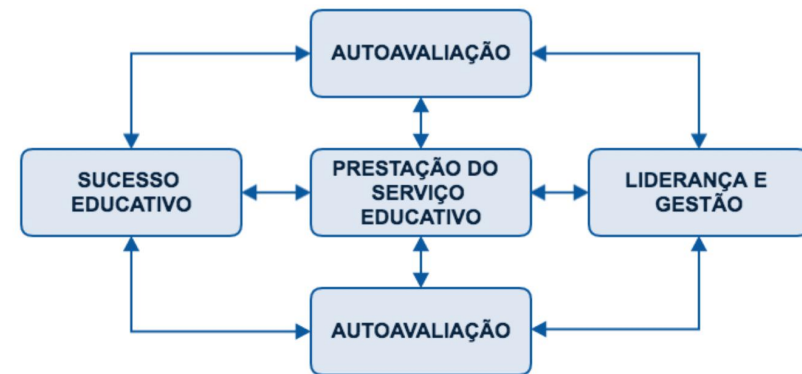 AUTOAVALIAÇÃO
SUCESSO
EDUCATIVO
PRESTAÇÃO DO
SERVIÇO
EDUCATIVO
LIDERANÇA E
GESTÃO
AUTOAVALIAÇÃO